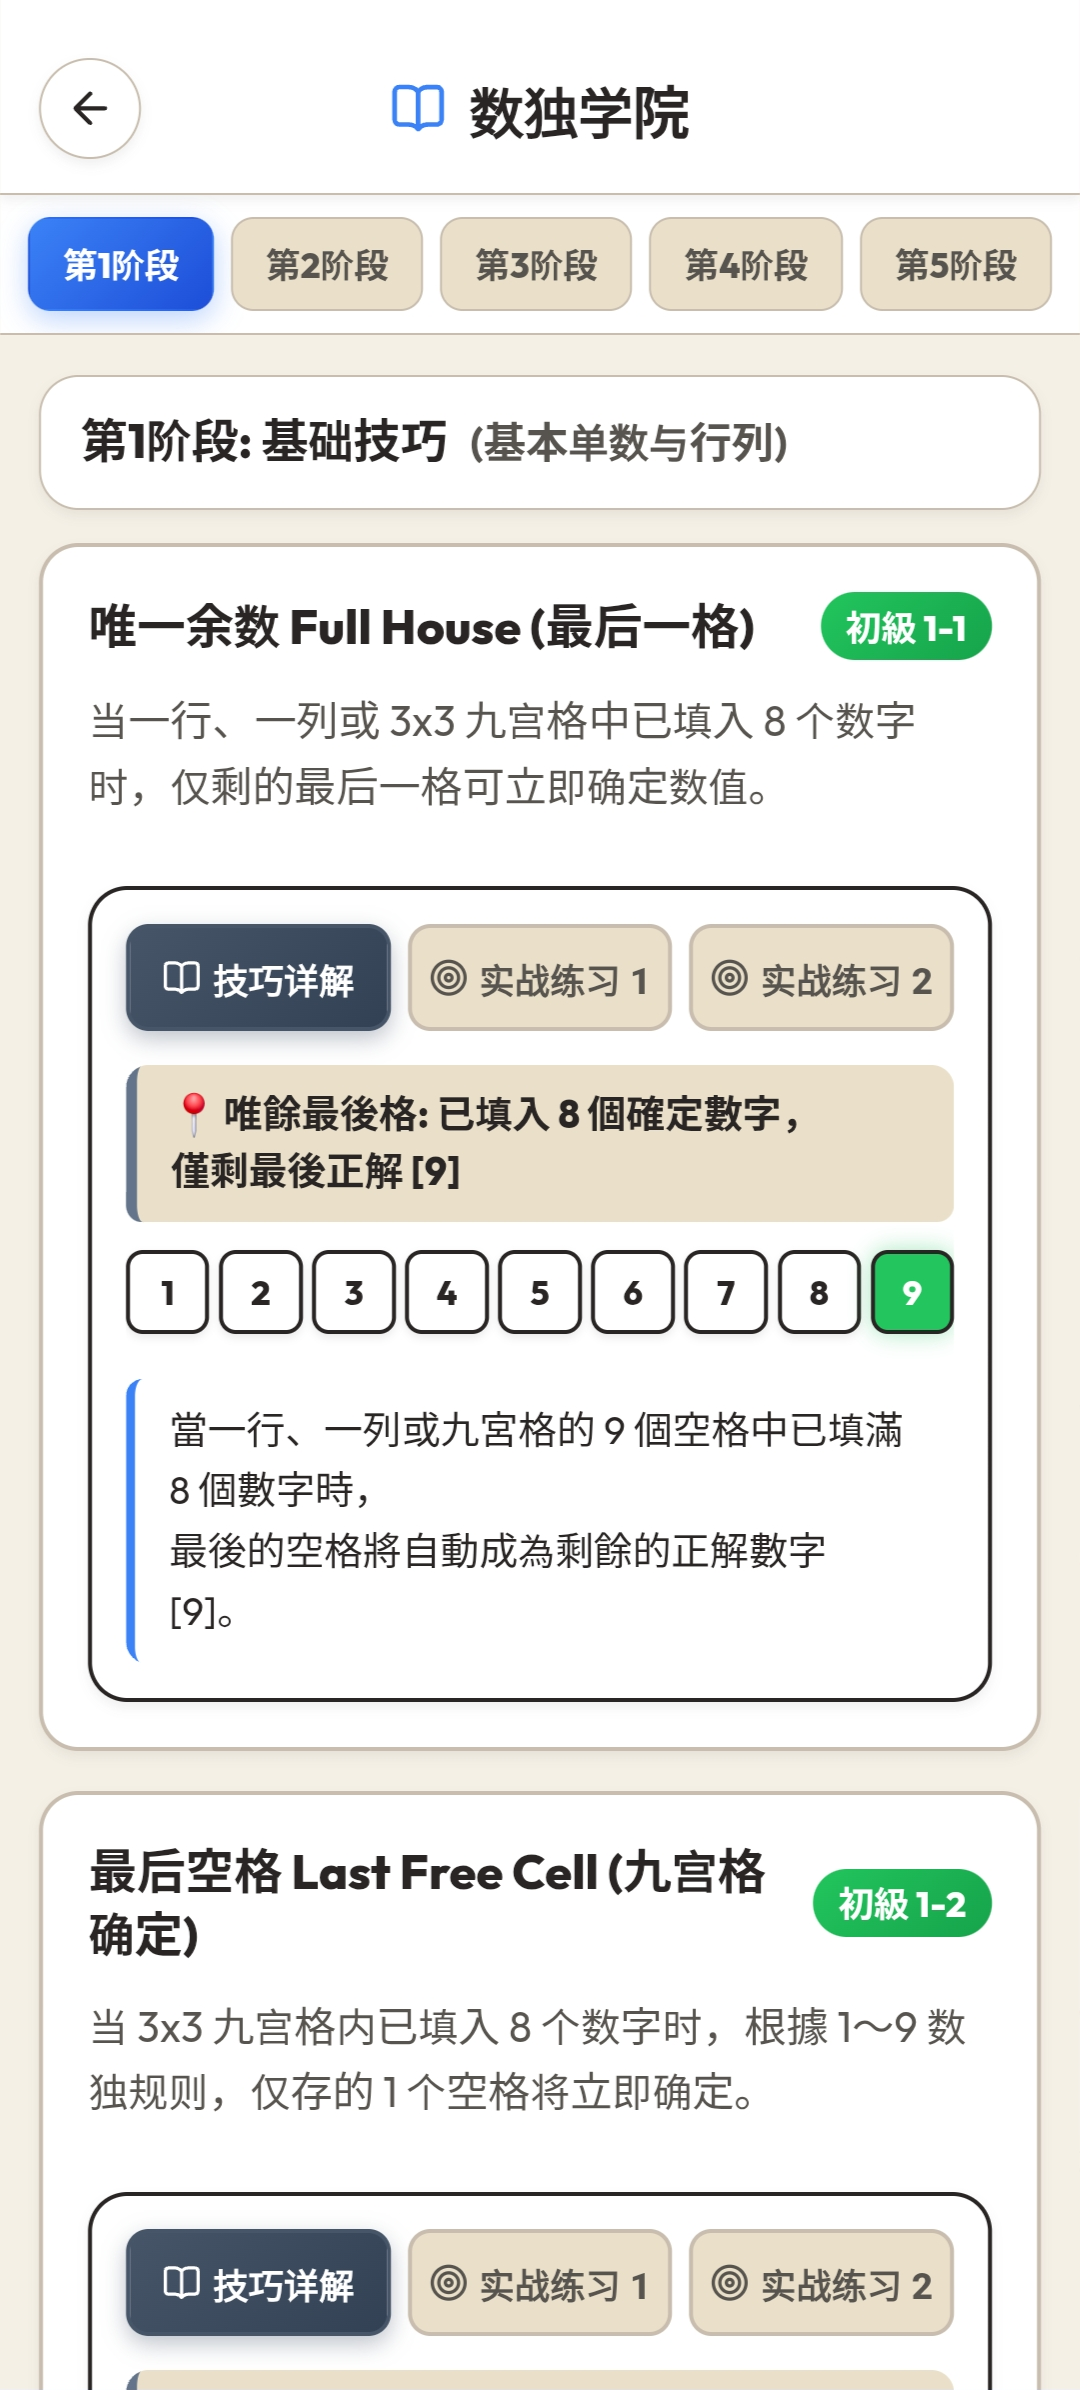 数独学院
第1阶段
第2阶段
第3阶段
第4阶段
第5阶段
第1阶段: 基础技巧 (基本单数与行列)
唯一余数 Full House (最后一格)
初級 1-1
当一行、一列或 3x3 九宫格中已填入 8 个数字
时，仅剩的最后一格可立即确定数值。
技巧详解
实战练习 1
实战练习 2
📍 唯餘最後格: 已填入 8 個確定數字，
僅剩最後正解 [9]
1 2 3 4 5 6 7 8 9
當一行、一列或九宮格的 9 個空格中已填滿
8 個數字時，
最後的空格將自動成為剩餘的正解數字
[9]。
最后空格 Last Free Cell (九宫格
确定)
初級 1-2
当 3x3 九宫格内已填入 8 个数字时，根據 1～9 数
独规则，仅存的 1 个空格将立即确定。
技巧详解
实战练习 1
实战练习 2